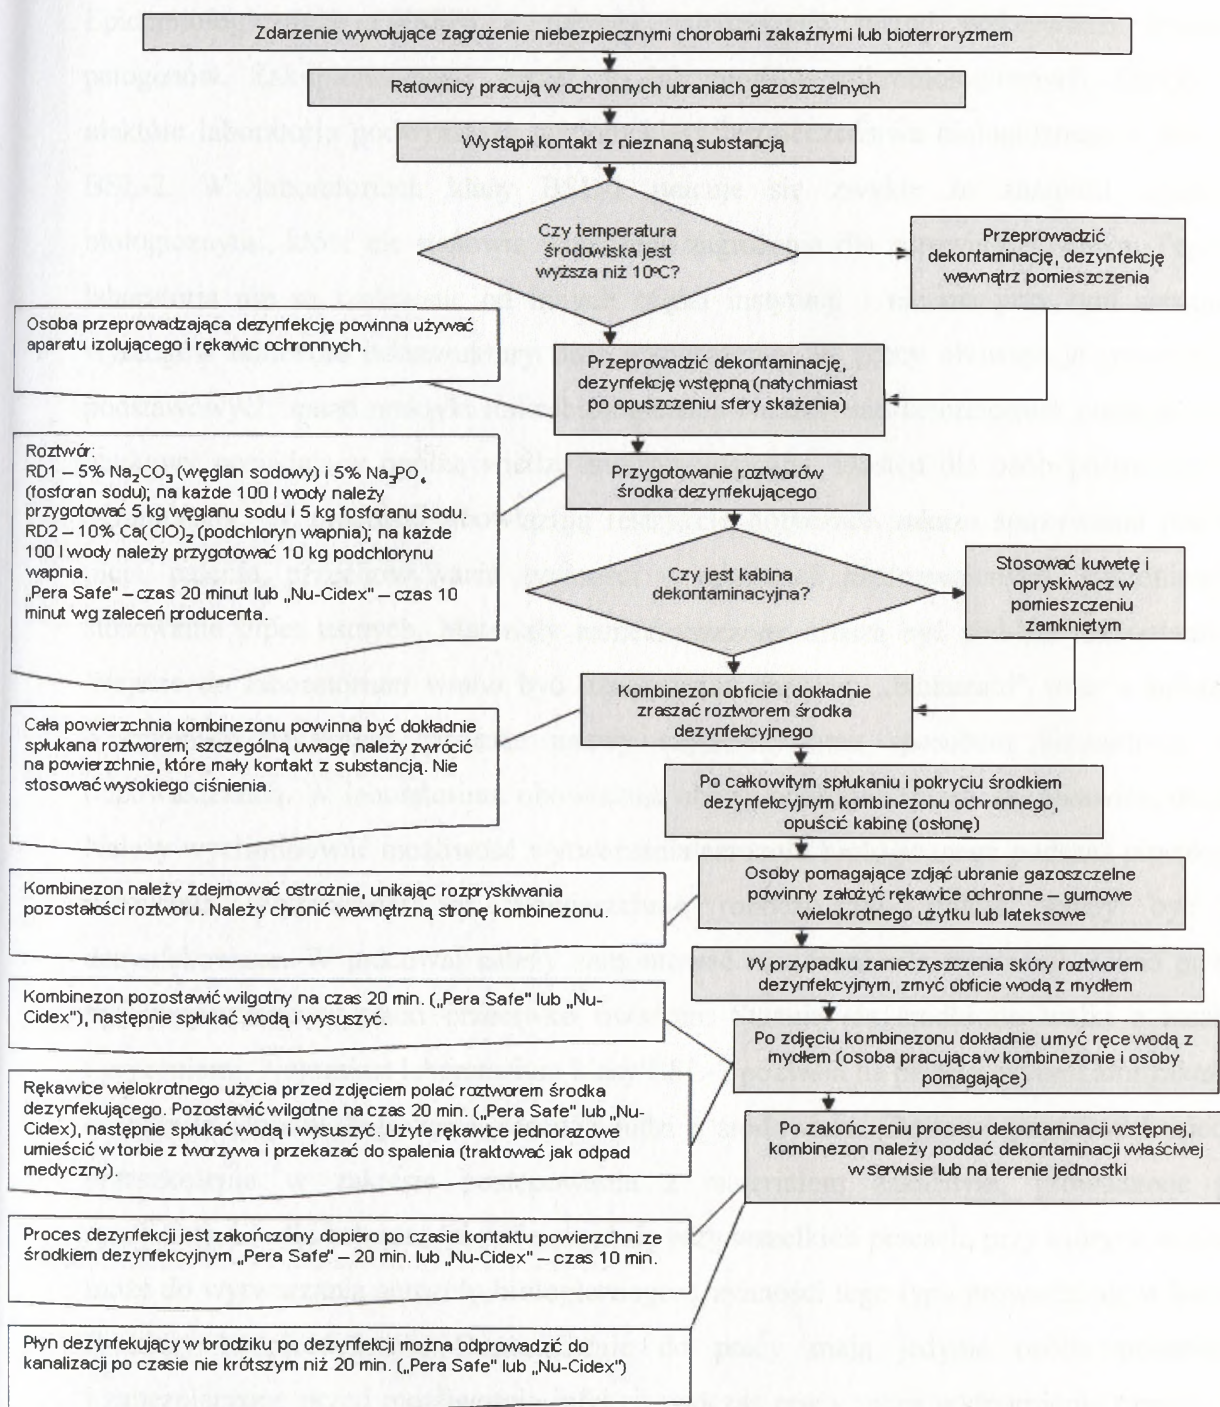 Zdarzenie wywołujące zagrożenie niebezpiecznymi chorobami zakaźnymi lub bioterroryzmem
Ratownicy pracują w ochronnych ubraniach gazoszczelnych
Wystąpił kontakt z nieznaną substancją
Czy temperatura
środowiska jest
wyższa niż 10°C?
Przeprowadzić
dekontaminację, dezynfekcję
wewnątrz pomieszczenia
Osoba przeprowadzająca dezynfekcję powinna używać
aparatu izolującego i rękawic ochronnych.
Przeprowadzić dekontaminację,
dezynfekcję wstępną (natychmiast
po opuszczeniu sfery skażenia)
Roztwór:
RD1 – 5% Na₂CO₃ (węglan sodowy) i 5% Na₃PO₄
(fosforan sodu); na każde 100 l wody należy
przygotować 5 kg węglanu sodu i 5 kg fosforanu sodu.
RD2 – 10% Ca(ClO)₂ (podchloryn wapnia); na każde
100 l wody należy przygotować 10 kg podchlorynu
wapnia.
„Pera Safe" – czas 20 minut lub „Nu-Cidex" – czas 10
minut wg zaleceń producenta.
Przygotowanie roztworów
środka dezynfekującego
Czy jest kabina
dekontaminacyjna?
Stosować kuwetę i
opryskiwacz w
pomieszczeniu
zamkniętym
Kombinezon obficie i dokładnie
zraszać roztworem środka
dezynfekcyjnego
Cała powierzchnia kombinezonu powinna być dokładnie
spłukana roztworem; szczególną uwagę należy zwrócić
na powierzchnie, które mały kontakt z substancją. Nie
stosować wysokiego ciśnienia.
Po całkowitym spłukaniu i pokryciu środkiem
dezynfekcyjnym kombinezonu ochronnego,
opuścić kabinę (osłonę)
Kombinezon należy zdejmować ostrożnie, unikając rozpryskiwania
pozostałości roztworu. Należy chronić wewnętrzną stronę kombinezonu.
Osoby pomagające zdjąć ubranie gazoszczelne
powinny założyć rękawice ochronne – gumowe
wielokrotnego użytku lub lateksowe
W przypadku zanieczyszczenia skóry roztworem
dezynfekcyjnym, zmyć obficie wodą z mydłem
Kombinezon pozostawić wilgotny na czas 20 min. („Pera Safe" lub „Nu-
Cidex"), następnie spłukać wodą i wysuszyć.
Po zdjęciu kombinezonu dokładnie umyć ręce wodą z
mydłem (osoba pracująca w kombinezonie i osoby
pomagające)
Rękawice wielokrotnego użycia przed zdjęciem polać roztworem środka
dezynfekującego. Pozostawić wilgotne na czas 20 min. („Pera Safe" lub „Nu-
Cidex), następnie spłukać wodą i wysuszyć. Użyte rękawice jednorazowe
umieścić w torbie z tworzywa i przekazać do spalenia (traktować jak odpad
medyczny).
Po zakończeniu procesu dekontaminacji wstępnej,
kombinezon należy poddać dekontaminacji właściwej
w serwisie lub na terenie jednostki
Proces dezynfekcji jest zakończony dopiero po czasie kontaktu powierzchni ze
środkiem dezynfekcyjnym „Pera Safe" – 20 min. lub „Nu-Cidex" – czas 10 min.
Płyn dezynfekujący w brodziku po dezynfekcji można odprowadzić do
kanalizacji po czasie nie krótszym niż 20 min. („Pera Safe" lub „Nu-Cidex")